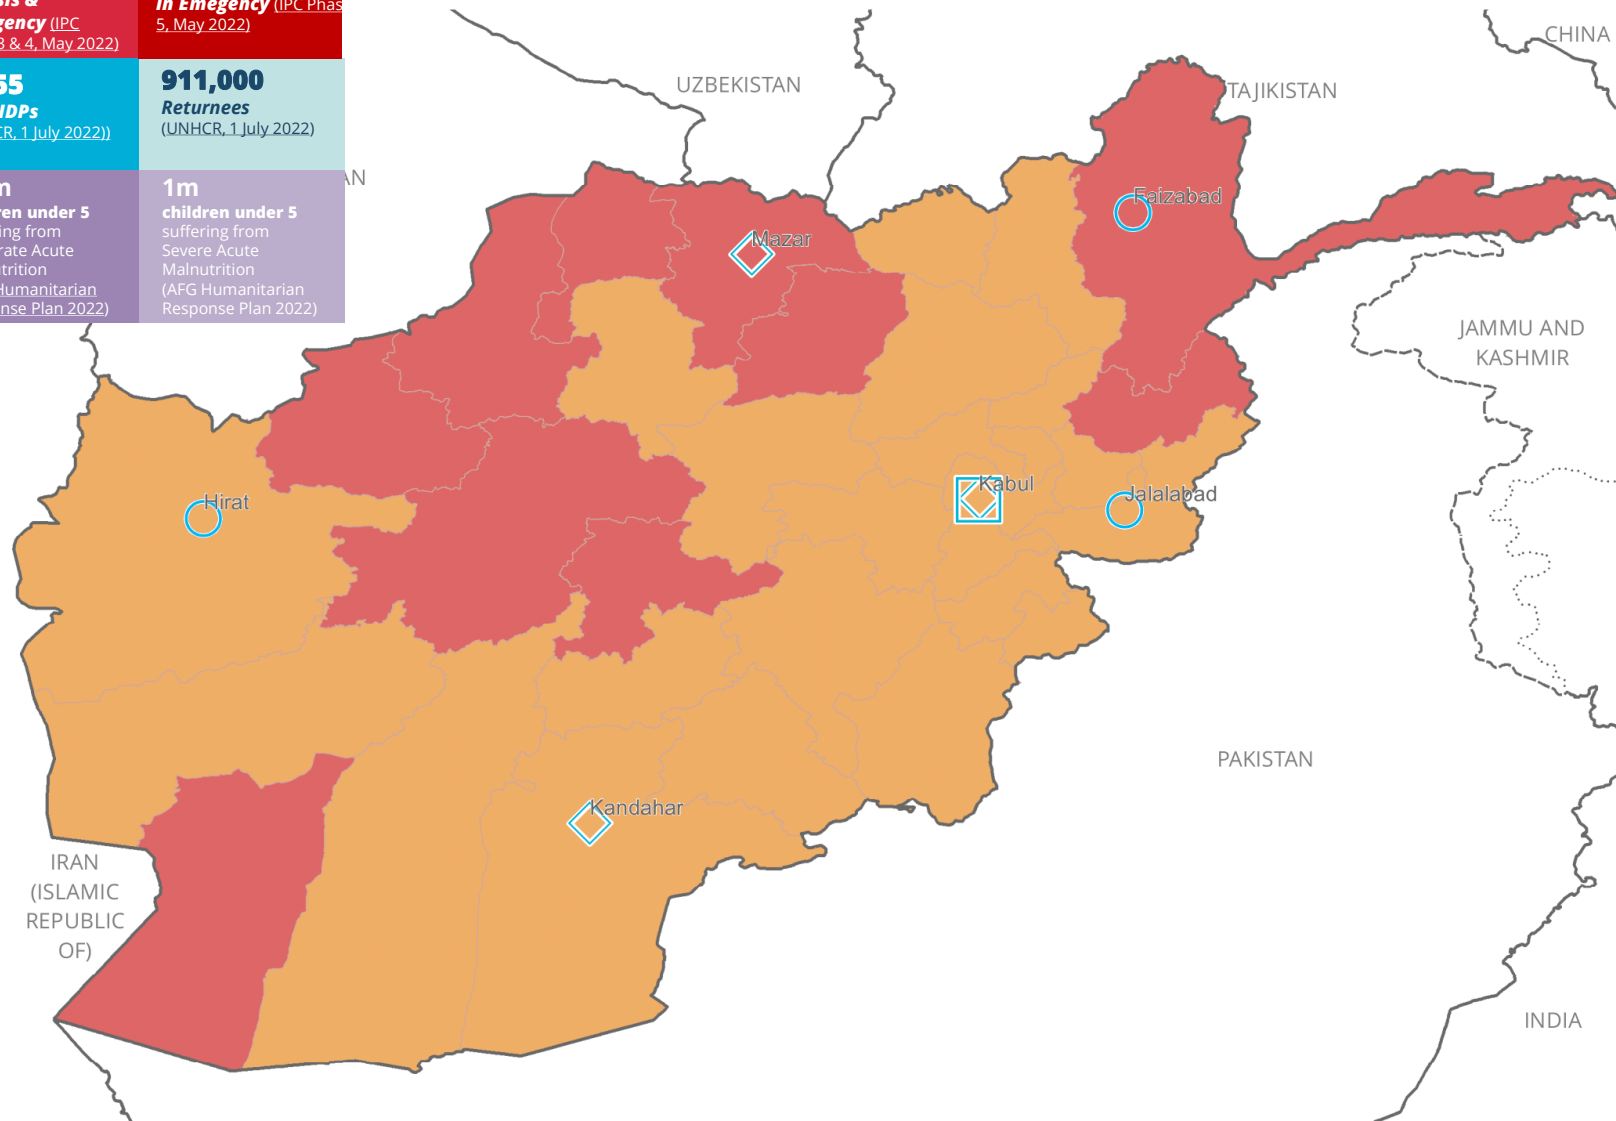 gency (IPC
3 & 4, May 2022)
in Emegency (IPC Phas
5, May 2022)
55
IDPs
CR, 1 July 2022))
911,000
Returnees
(UNHCR, 1 July 2022)
m
ren under 5
ing from
rate Acute
trition
Humanitarian
nse Plan 2022)
1m
children under 5
suffering from
Severe Acute
Malnutrition
(AFG Humanitarian
Response Plan 2022)
AN
UZBEKISTAN
TAJIKISTAN
CHINA
Faizabad
Mazar
JAMMU AND
KASHMIR
Hirat
Kabul
Jalalabad
PAKISTAN
Kandahar
IRAN
(ISLAMIC
REPUBLIC
OF)
INDIA